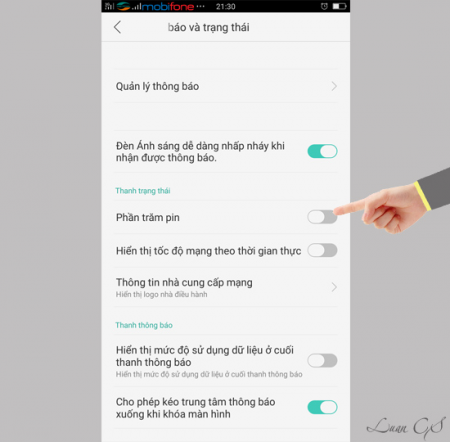 mobifone
21:30
báo và trạng thái
Quản lý thông báo
Đèn Ánh sáng dễ dàng nhấp nháy khi
nhận được thông báo.
Thanh trạng thái
Phần trăm pin
Hiển thị tốc độ mạng theo thời gian thực
Thông tin nhà cung cấp mạng
Hiển thị logo nhà điều hành
Thanh thông báo
Hiển thị mức độ sử dụng dữ liệu ở cuối
thanh thông báo
Hiển thị mức độ sử dụng dữ liệu ở cuối thanh thông báo
Cho phép kéo trung tâm thông báo
xuống khi khóa màn hình
Luan GS